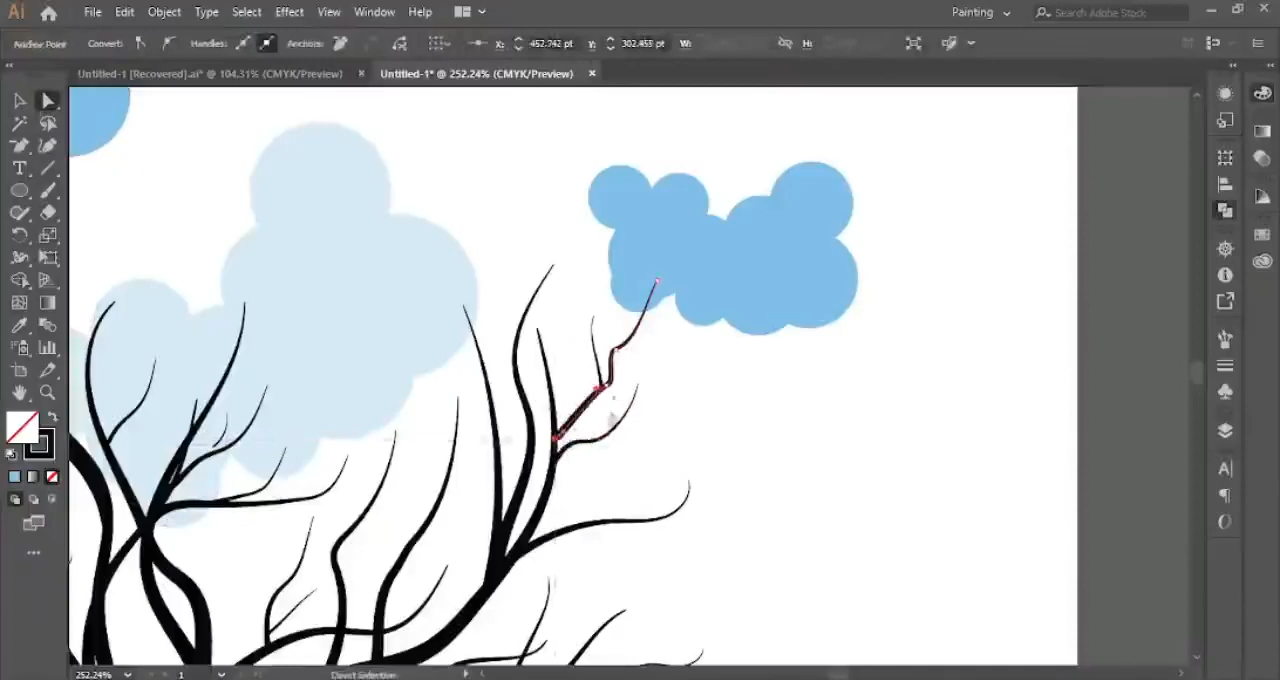 Ai File Edit Object Type Select Effect View Window Help Painting Search Adobe Stock
Anchor Point Convert: Handles: Anchors: X: 452.742 pt Y: 302.455 pt W: H:
Untitled-1 [Recovered].ai* @ 104.31% (CMYK/Preview) × Untitled-1* @ 252.24% (CMYK/Preview) ×
252.24% 1 Direct Selection